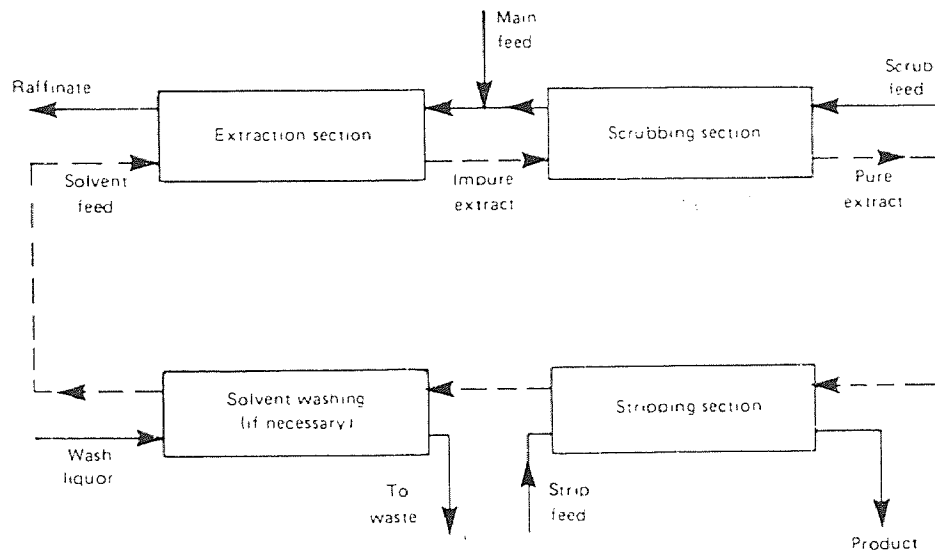 Main
feed
Raffinate
Scrub
feed
Extraction section
Scrubbing section
Solvent
feed
Impure
extract
Pure
extract
Solvent washing
(if necessary)
Stripping section
Wash
liquor
To
waste
Strip
feed
Product